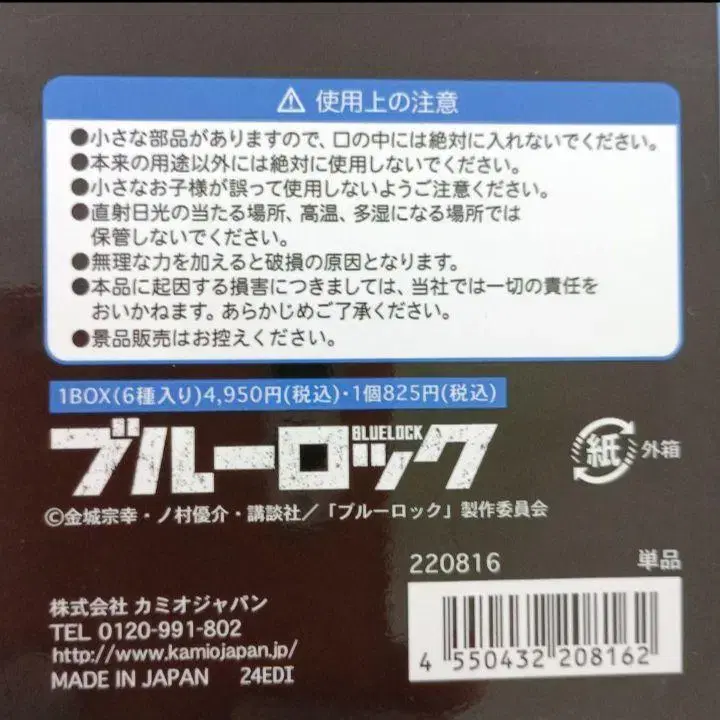 ⚠ 使用上の注意
●小さな部品がありますので、口の中には絶対に入れないでください。
●本来の用途以外には絶対に使用しないでください。
●小さなお子様が誤って使用しないようご注意ください。
●直射日光の当たる場所、高温、多湿になる場所では
保管しないでください。
●無理な力を加えると破損の原因となります。
●本品に起因する損害につきましては、当社では一切の責任を
おいかねます。あらかじめご了承ください。
●景品販売はお控えください。
1BOX(6種入り)4,950円(税込)・1個825円(税込)
ブルーロック
BLUELOCK
紙 外箱
©金城宗幸・ノ村優介・講談社/「ブルーロック」製作委員会
220816 単品
株式会社 カミオジャパン
TEL 0120-991-802
http://www.kamiojapan.jp/
MADE IN JAPAN 24EDI
4 550432 208162